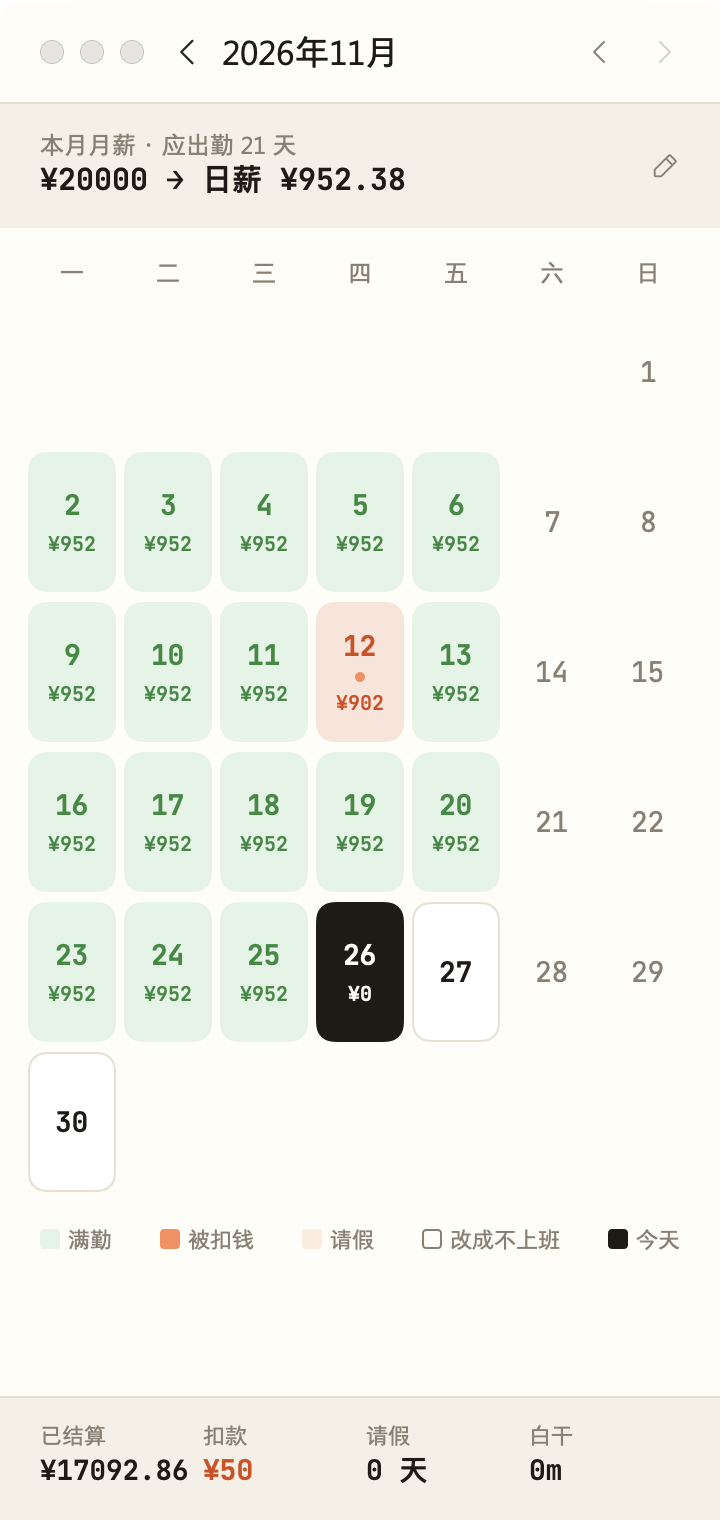 2026年11月
本月月薪 · 应出勤 21 天
¥20000 → 日薪 ¥952.38
一 二 三 四 五 六 日
1
2 3 4 5 6 7 8
¥952 ¥952 ¥952 ¥952 ¥952
9 10 11 12 13 14 15
¥952 ¥952 ¥952 ¥902 ¥952
16 17 18 19 20 21 22
¥952 ¥952 ¥952 ¥952 ¥952
23 24 25 26 27 28 29
¥952 ¥952 ¥952 ¥0
30
满勤 被扣钱 请假 改成不上班 今天
已结算 扣款 请假 白干
¥17092.86 ¥50 0 天 0m